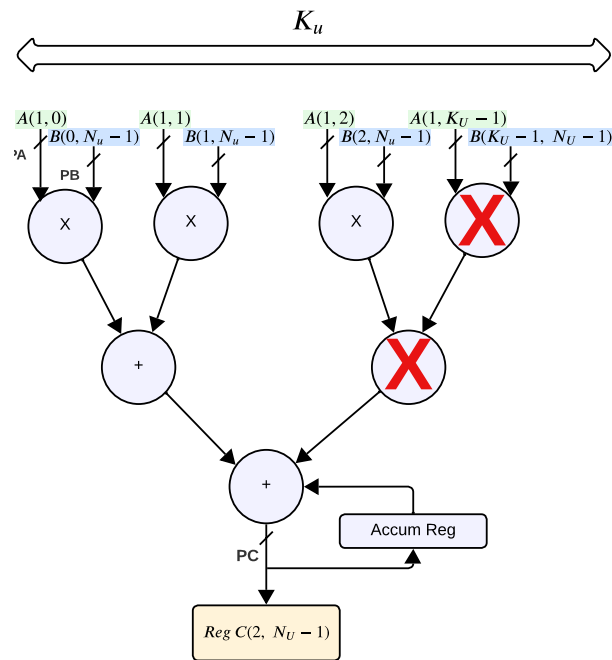 K_u
A(1, 0) A(1, 1) A(1, 2) A(1, K_U − 1)
B(0, N_u − 1) B(1, N_u − 1) B(2, N_u − 1) B(K_U − 1, N_U − 1)
PA
PB
X X X X
+ X
+
Accum Reg
PC
Reg C(2, N_U − 1)